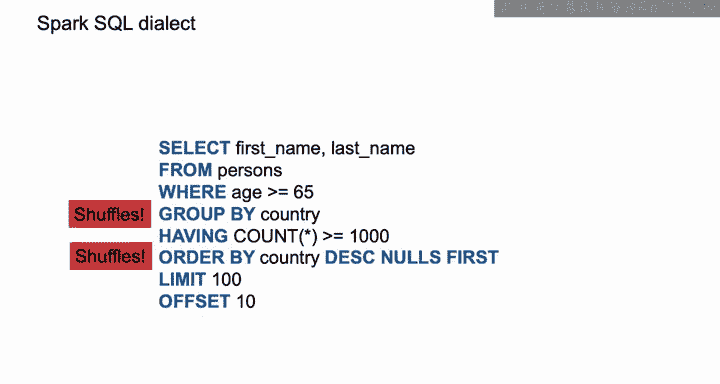 Spark SQL dialect
SELECT first_name, last_name
FROM persons
WHERE age >= 65
Shuffles! GROUP BY country
HAVING COUNT(*) >= 1000
Shuffles! ORDER BY country DESC NULLS FIRST
LIMIT 100
OFFSET 10